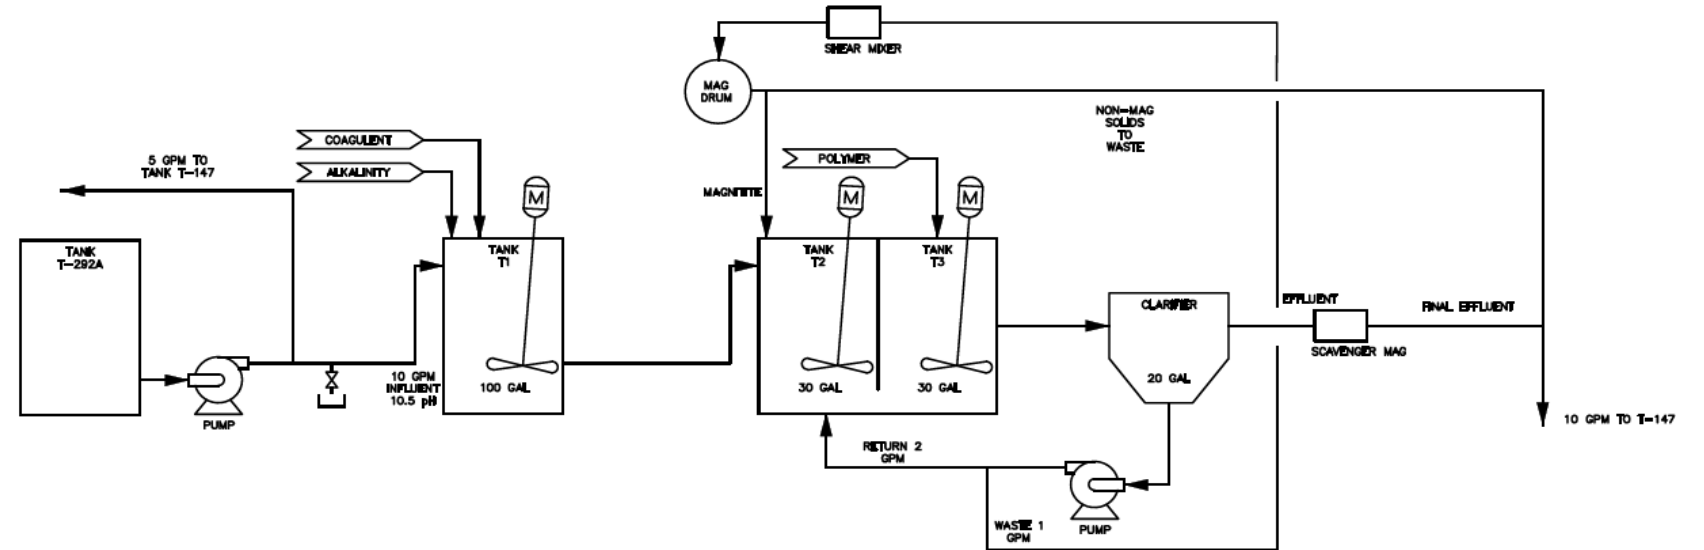 SHEAR MIXER
MAG
DRUM
NON-MAG
SOLIDS
TO
WASTE
COAGULENT
ALKALINITY
5 GPM TO
TANK T-147
POLYMER
MAGNITITE
M
M
M
TANK
T-292A
TANK
T1
TANK
T2
TANK
T3
CLARIFIER
EFFLUENT
FINAL EFFLUENT
SCAVENGER MAG
10 GPM
INFLUENT
10.5 pH
100 GAL
30 GAL
30 GAL
20 GAL
PUMP
10 GPM TO T-147
RETURN 2
GPM
WASTE 1
GPM
PUMP